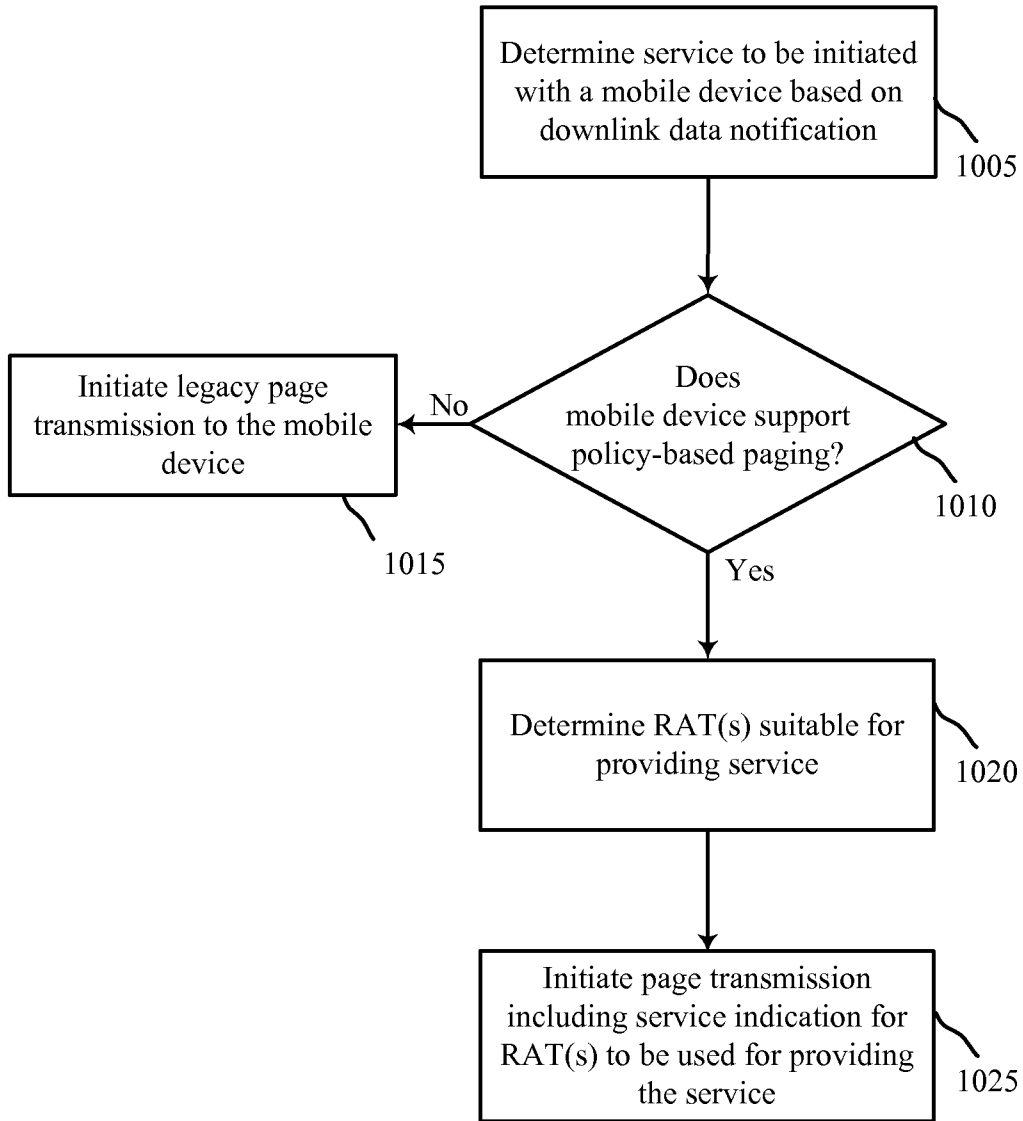 Determine service to be initiated
with a mobile device based on
downlink data notification
1005
Does
mobile device support
policy-based paging?
1010
No
Initiate legacy page
transmission to the mobile
device
1015
Yes
Determine RAT(s) suitable for
providing service
1020
Initiate page transmission
including service indication for
RAT(s) to be used for providing
the service
1025